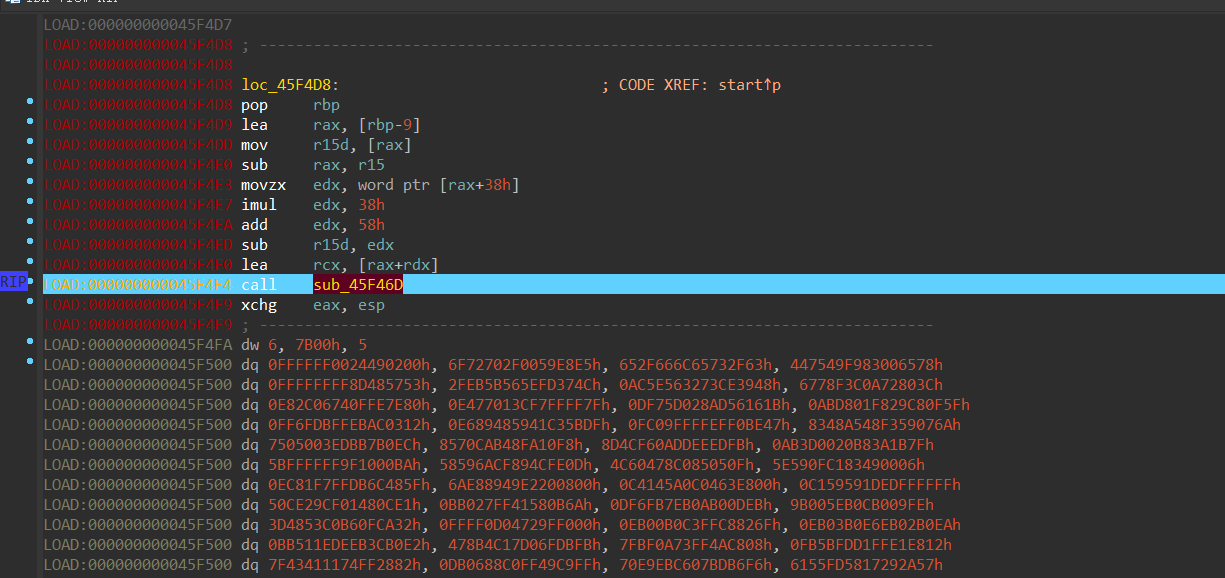 LOAD:000000000045F4D7
LOAD:000000000045F4D8 ; ---------------------------------------------------------------------------
LOAD:000000000045F4D8
LOAD:000000000045F4D8 loc_45F4D8: ; CODE XREF: start↑p
LOAD:000000000045F4D8 pop rbp
LOAD:000000000045F4D9 lea rax, [rbp-9]
LOAD:000000000045F4DD mov r15d, [rax]
LOAD:000000000045F4E0 sub rax, r15
LOAD:000000000045F4E3 movzx edx, word ptr [rax+38h]
LOAD:000000000045F4E7 imul edx, 38h
LOAD:000000000045F4EA add edx, 58h
LOAD:000000000045F4ED sub r15d, edx
LOAD:000000000045F4F0 lea rcx, [rax+rdx]
RIP LOAD:000000000045F4F4 call sub_45F46D
LOAD:000000000045F4F9 xchg eax, esp
LOAD:000000000045F4F9 ; ---------------------------------------------------------------------------
LOAD:000000000045F4FA dw 6, 7B00h, 5
LOAD:000000000045F500 dq 0FFFFFF0024490200h, 6F72702F0059E8E5h, 652F666C65732F63h, 447549F983006578h
LOAD:000000000045F500 dq 0FFFFFFFF8D485753h, 2FEB5B565EFD374Ch, 0AC5E563273CE3948h, 6778F3C0A72803Ch
LOAD:000000000045F500 dq 0E82C06740FFE7E80h, 0E477013CF7FFFF7Fh, 0DF75D028AD56161Bh, 0ABD801F829C80F5Fh
LOAD:000000000045F500 dq 0FF6FDBFFEBAC0312h, 0E689485941C35BDFh, 0FC09FFFFEFF0BE47h, 8348A548F359076Ah
LOAD:000000000045F500 dq 7505003EDBB7B0ECh, 8570CAB48FA10F8h, 8D4CF60ADDEEEDFBh, 0AB3D0020B83A1B7Fh
LOAD:000000000045F500 dq 5BFFFFFF9F1000BAh, 58596ACF894CFE0Dh, 4C60478C085050Fh, 5E590FC183490006h
LOAD:000000000045F500 dq 0EC81F7FFDB6C485Fh, 6AE88949E2200800h, 0C4145A0C0463E800h, 0C159591DEDFFFFFFh
LOAD:000000000045F500 dq 50CE29CF01480CE1h, 0BB027FF41580B6Ah, 0DF6FB7EB0AB00DEBh, 9B005EB0CB009FEh
LOAD:000000000045F500 dq 3D4853C0B60FCA32h, 0FFFF0D04729FF000h, 0EB00B0C3FFC8826Fh, 0EB03B0E6EB02B0EAh
LOAD:000000000045F500 dq 0BB511EDEEB3CB0E2h, 478B4C17D06FDBFBh, 7FBF0A73FF4AC808h, 0FB5BFDD1FFE1E812h
LOAD:000000000045F500 dq 7F43411174FF2882h, 0DB0688C0FF49C9FFh, 70E9EBC607BDB6F6h, 6155FD5817292A57h